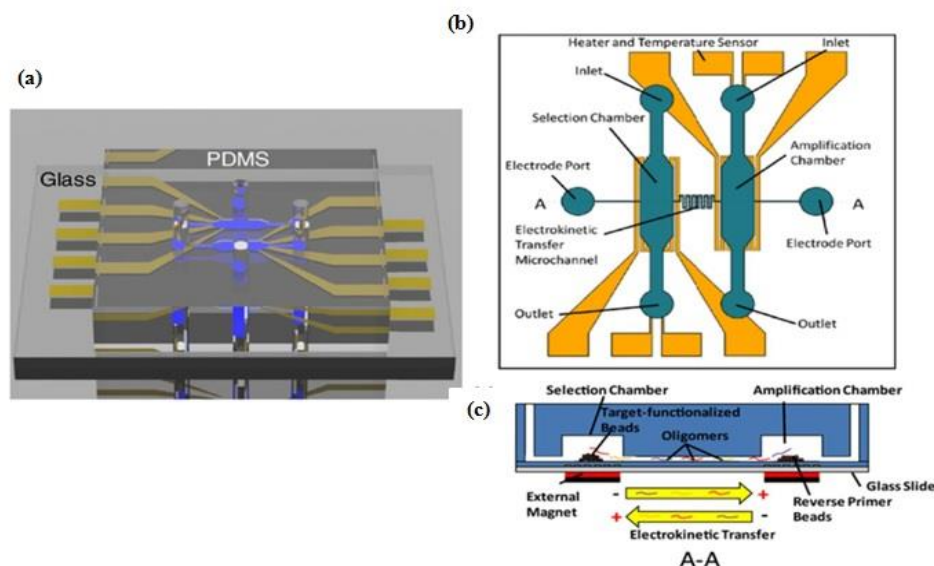 (a)
PDMS
Glass
(b)
Heater and Temperature Sensor
Inlet
Inlet
Selection Chamber
Amplification
Chamber
Electrode Port
A
A
Electrokinetic
Transfer
Microchannel
Electrode Port
Outlet
Outlet
(c)
Selection Chamber
Amplification Chamber
Target-functionalized
Beads
Oligomers
Glass Slide
External
Magnet
- +
+ -
Reverse Primer
Beads
Electrokinetic Transfer
A-A